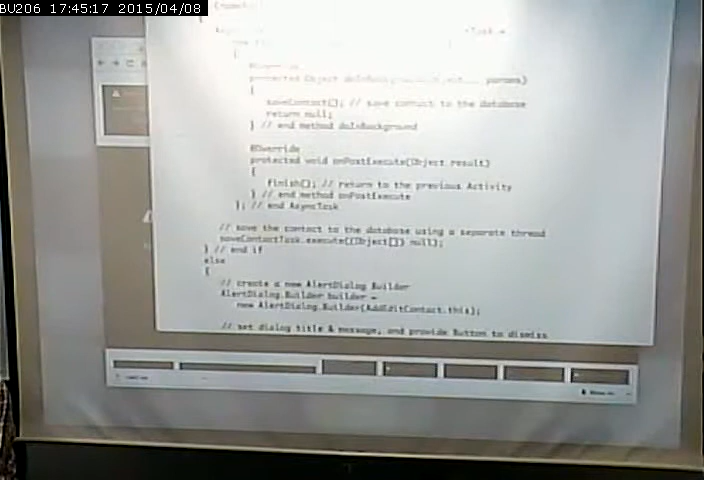 BU206 17:45:17 2015/04/08
{
@Override
protected Object params)
{
saveContact(); // save contact to the database
return null;
} // end method doInBackground
@Override
protected void onPostExecute(Object result)
{
finish(); // return to the previous Activity
} // end method onPostExecute
}; // end AsyncTask
// save the contact to the database using a separate thread
saveContactTask.execute((Object[]) null);
} // end if
else
{
// create a new AlertDialog Builder
AlertDialog.Builder builder =
new AlertDialog.Builder(AddEditContact.this);
// set dialog title & message, and provide Button to dismiss